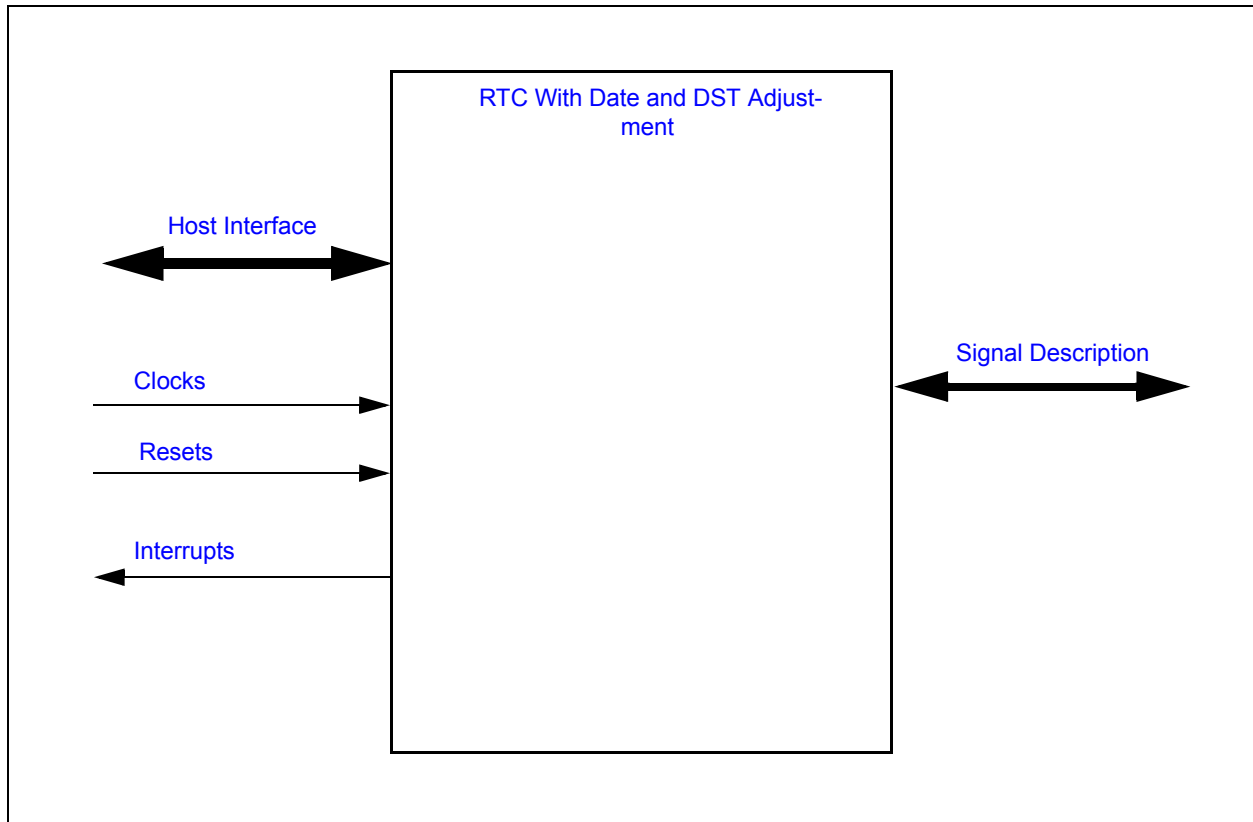 RTC With Date and DST Adjust-
ment
Host Interface
Signal Description
Clocks
Resets
Interrupts